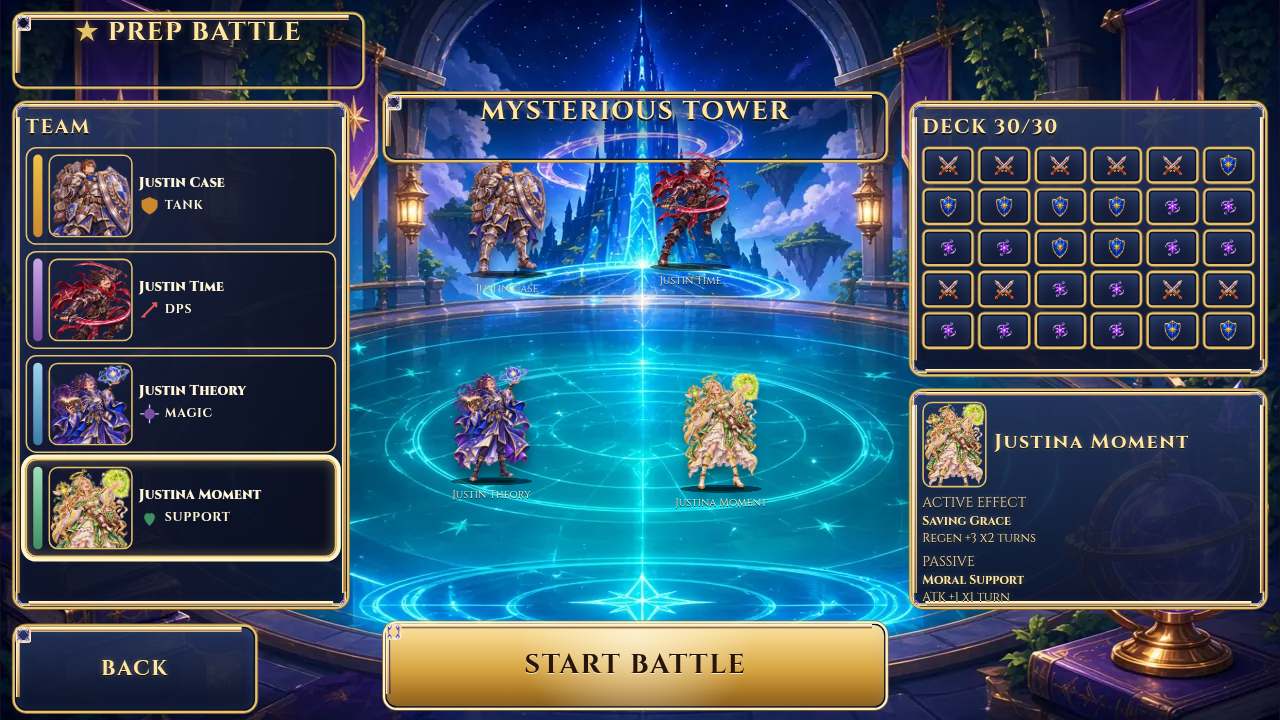 ★ PREP BATTLE
TEAM
Justin Case
TANK
Justin Time
DPS
Justin Theory
MAGIC
Justina Moment
SUPPORT
BACK
MYSTERIOUS TOWER
Justin Case
Justin Time
Justin Theory
Justina Moment
START BATTLE
DECK 30/30
Justina Moment
ACTIVE EFFECT
Saving Grace
Regen +3 x2 turns
PASSIVE
Moral Support
ATK +1 x1 turn